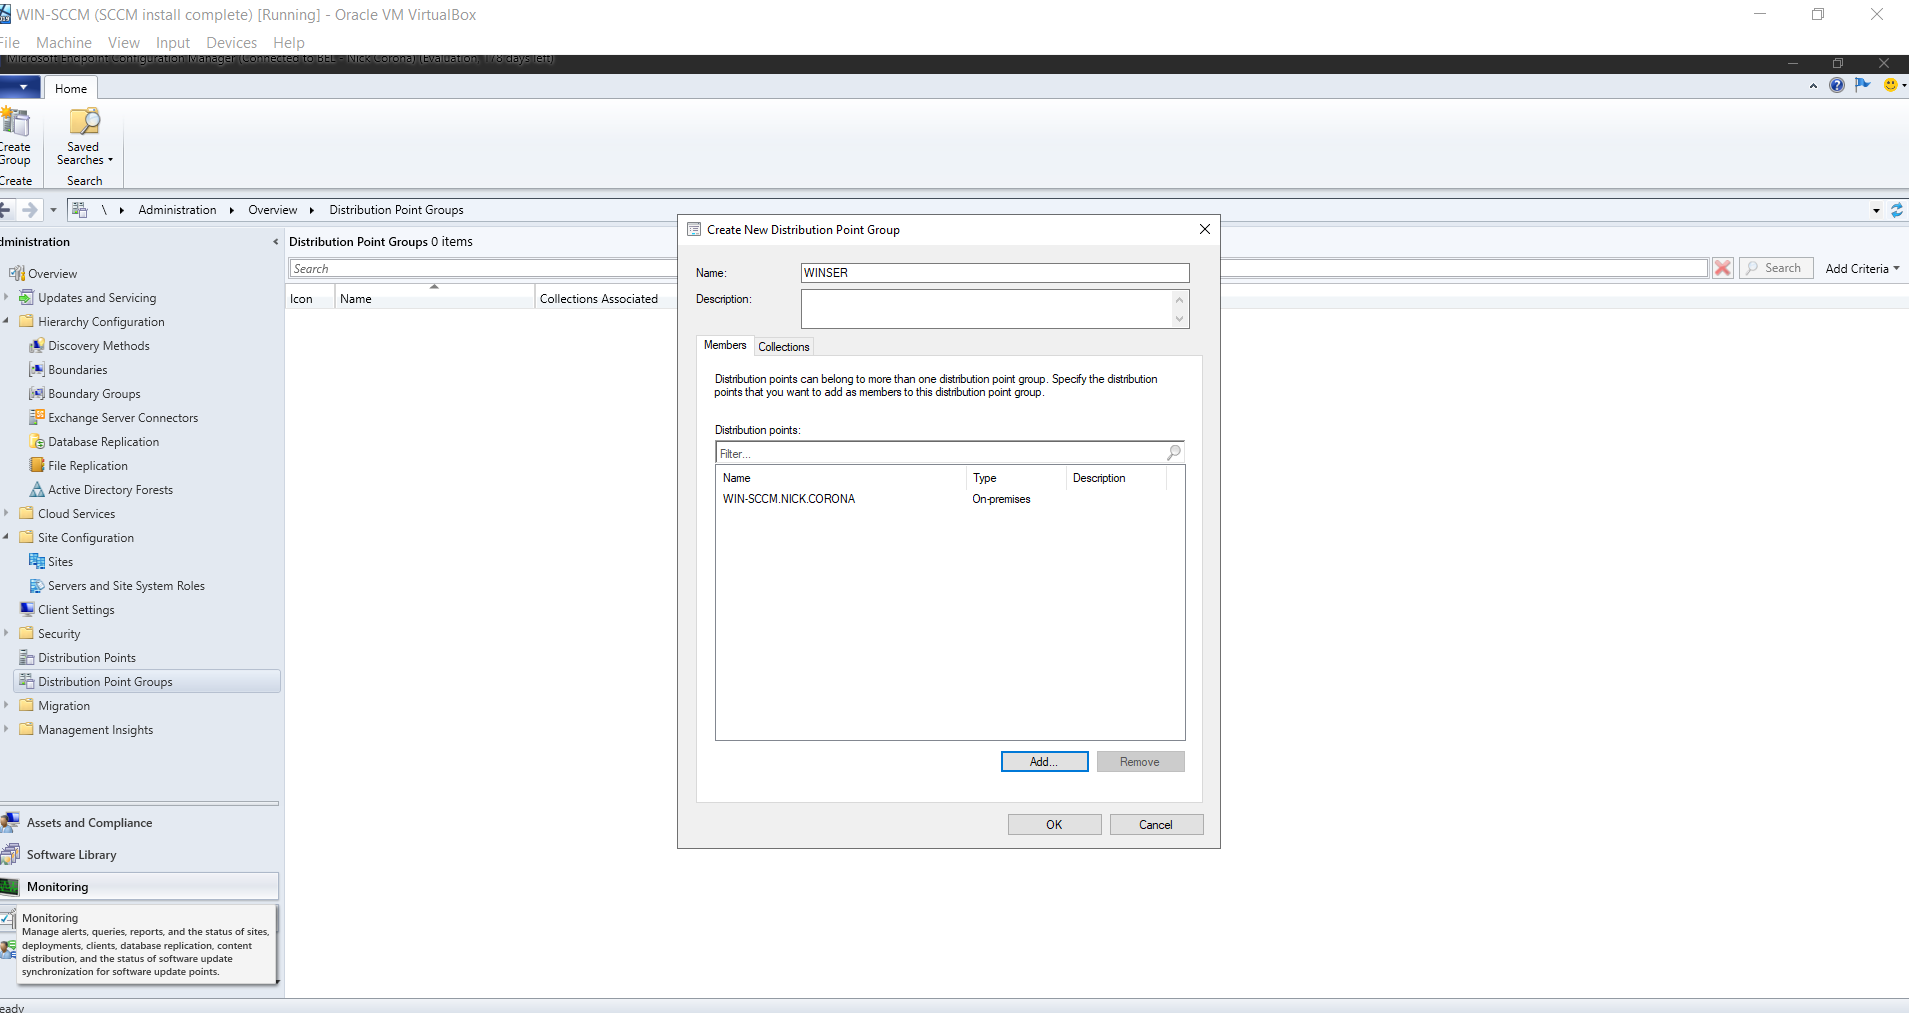 WIN-SCCM (SCCM install complete) [Running] - Oracle VM VirtualBox
File Machine View Input Devices Help
Microsoft Endpoint Configuration Manager (Connected to BEL - Nick Corona) (Evaluation, 178 days left)
Home
Create Group
Saved Searches
Create
Search
\ Administration Overview Distribution Point Groups
dministration
Distribution Point Groups 0 items
Search
Search
Add Criteria
Icon Name Collections Associated
Overview
Updates and Servicing
Hierarchy Configuration
Discovery Methods
Boundaries
Boundary Groups
Exchange Server Connectors
Database Replication
File Replication
Active Directory Forests
Cloud Services
Site Configuration
Sites
Servers and Site System Roles
Client Settings
Security
Distribution Points
Distribution Point Groups
Migration
Management Insights
Assets and Compliance
Software Library
Monitoring
Monitoring
Manage alerts, queries, reports, and the status of sites,
deployments, clients, database replication, content
distribution, and the status of software update
synchronization for software update points.
eady
Create New Distribution Point Group
Name: WINSER
Description:
Members Collections
Distribution points can belong to more than one distribution point group. Specify the distribution
points that you want to add as members to this distribution point group.
Distribution points:
Filter...
Name Type Description
WIN-SCCM.NICK.CORONA On-premises
Add... Remove
OK Cancel